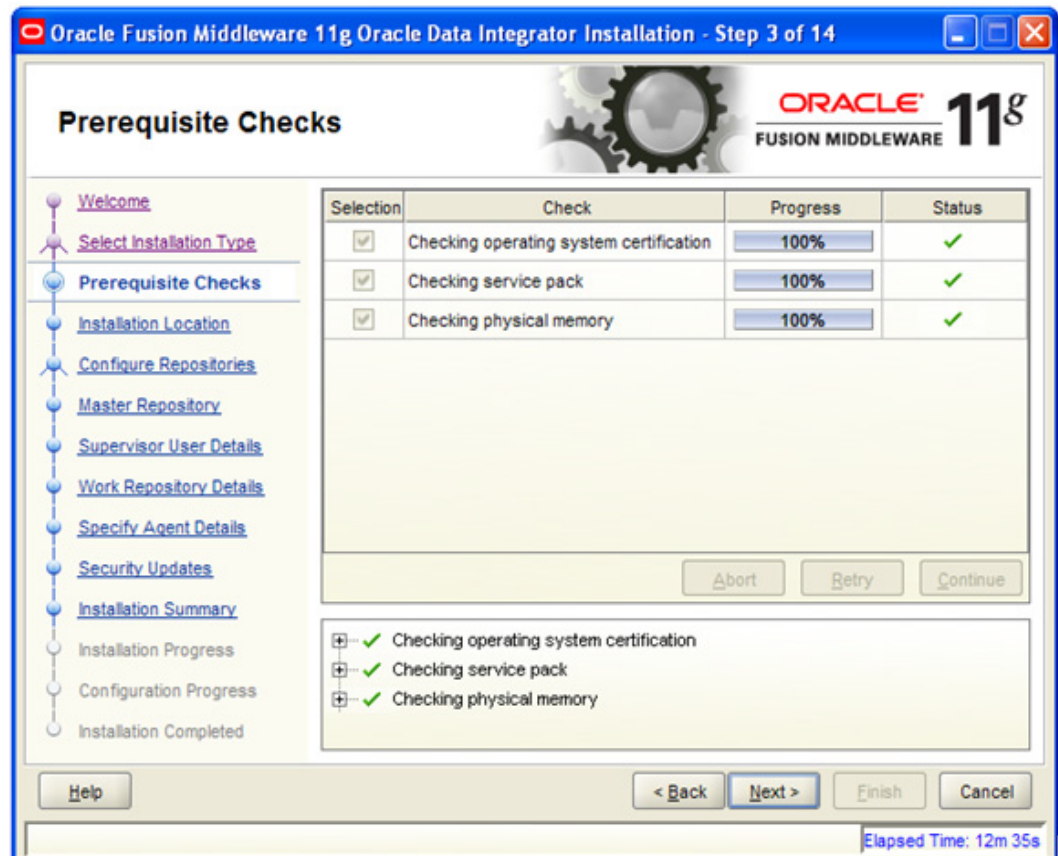 Oracle Fusion Middleware 11g Oracle Data Integrator Installation - Step 3 of 14
Prerequisite Checks
ORACLE
FUSION MIDDLEWARE
11g
Welcome
Select Installation Type
Prerequisite Checks
Installation Location
Configure Repositories
Master Repository
Supervisor User Details
Work Repository Details
Specify Agent Details
Security Updates
Installation Summary
Installation Progress
Configuration Progress
Installation Completed
Selection Check Progress Status
Checking operating system certification 100%
Checking service pack 100%
Checking physical memory 100%
Abort Retry Continue
Checking operating system certification
Checking service pack
Checking physical memory
Help < Back Next > Finish Cancel
Elapsed Time: 12m 35s